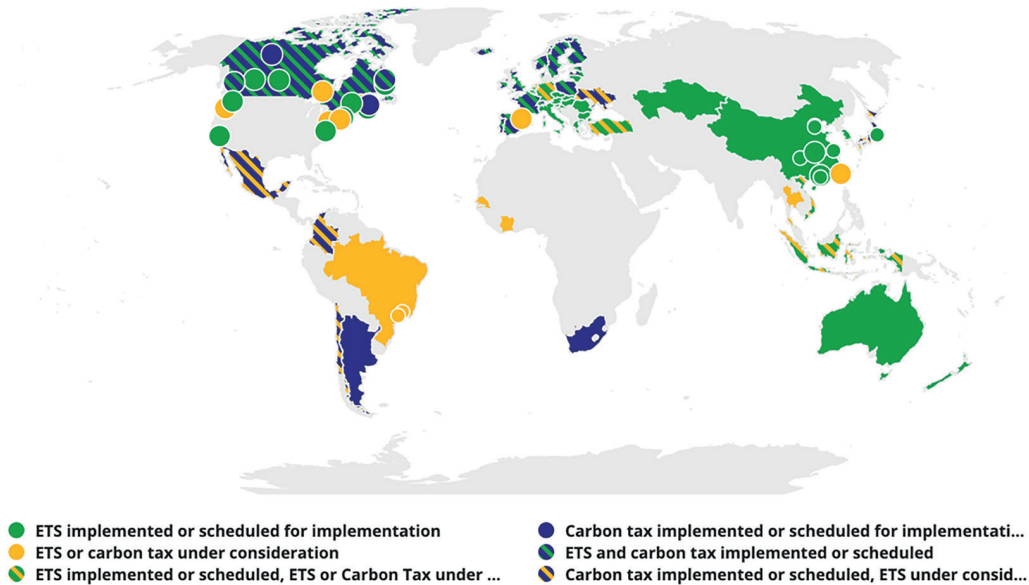 ETS implemented or scheduled for implementation
ETS or carbon tax under consideration
ETS implemented or scheduled, ETS or Carbon Tax under ...
Carbon tax implemented or scheduled for implementati...
ETS and carbon tax implemented or scheduled
Carbon tax implemented or scheduled, ETS under consid...